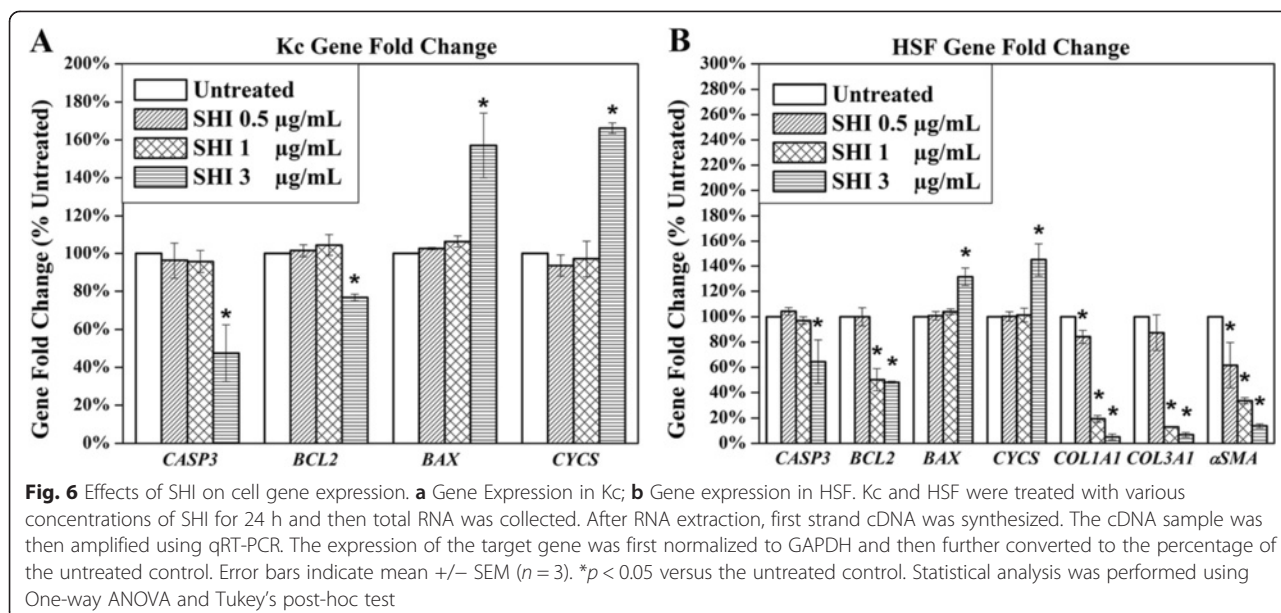 A
Kc Gene Fold Change
Gene Fold Change (% Untreated)
200%
180%
160%
140%
120%
100%
80%
60%
40%
20%
0%
Untreated
SHI 0.5 µg/mL
SHI 1 µg/mL
SHI 3 µg/mL
*
*
*
*
CASP3 BCL2 BAX CYCS
B
HSF Gene Fold Change
Gene Fold Change (% Untreated)
300%
280%
260%
240%
220%
200%
180%
160%
140%
120%
100%
80%
60%
40%
20%
0%
Untreated
SHI 0.5 µg/mL
SHI 1 µg/mL
SHI 3 µg/mL
*
* *
*
*
* * *
* *
* * *
CASP3 BCL2 BAX CYCS COL1A1 COL3A1 αSMA
Fig. 6 Effects of SHI on cell gene expression. a Gene Expression in Kc; b Gene expression in HSF. Kc and HSF were treated with various
concentrations of SHI for 24 h and then total RNA was collected. After RNA extraction, first strand cDNA was synthesized. The cDNA sample was
then amplified using qRT-PCR. The expression of the target gene was first normalized to GAPDH and then further converted to the percentage of
the untreated control. Error bars indicate mean +/− SEM (n = 3). *p < 0.05 versus the untreated control. Statistical analysis was performed using
One-way ANOVA and Tukey's post-hoc test